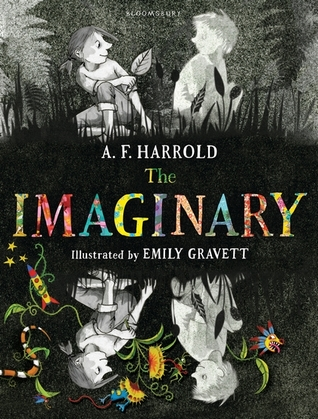 BLOOMSBURY
A. F. HARROLD
The
IMAGINARY
Illustrated by EMILY GRAVETT